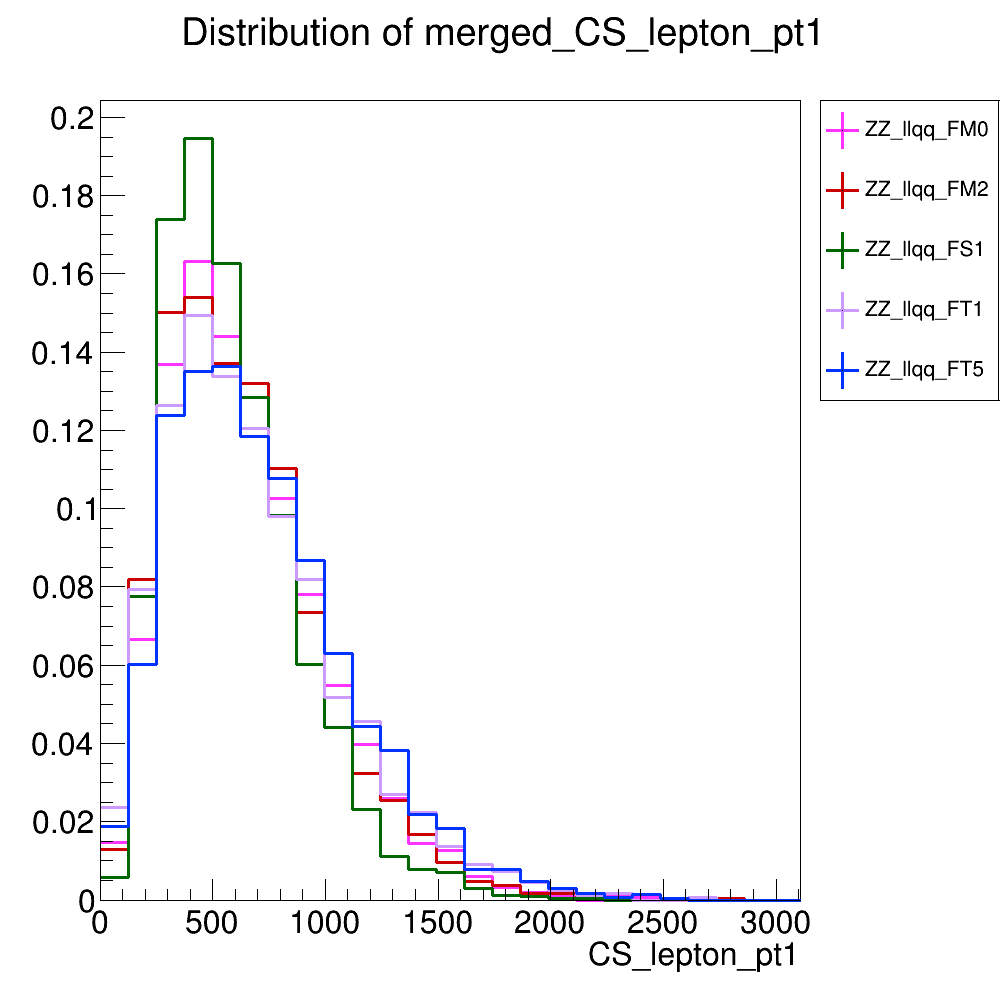 Distribution of merged_CS_lepton_pt1
0.2
0.18
0.16
0.14
0.12
0.1
0.08
0.06
0.04
0.02
0
0 500 1000 1500 2000 2500 3000
CS_lepton_pt1
ZZ_llqq_FM0
ZZ_llqq_FM2
ZZ_llqq_FS1
ZZ_llqq_FT1
ZZ_llqq_FT5